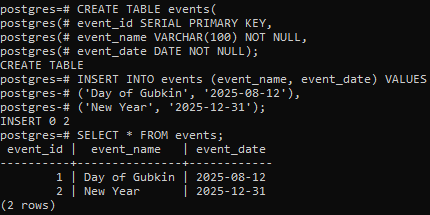 postgres=# CREATE TABLE events(
postgres(# event_id SERIAL PRIMARY KEY,
postgres(# event_name VARCHAR(100) NOT NULL,
postgres(# event_date DATE NOT NULL);
CREATE TABLE
postgres=# INSERT INTO events (event_name, event_date) VALUES
postgres-# ('Day of Gubkin', '2025-08-12'),
postgres-# ('New Year', '2025-12-31');
INSERT 0 2
postgres=# SELECT * FROM events;
 event_id |  event_name   | event_date
----------+---------------+------------
        1 | Day of Gubkin | 2025-08-12
        2 | New Year      | 2025-12-31
(2 rows)